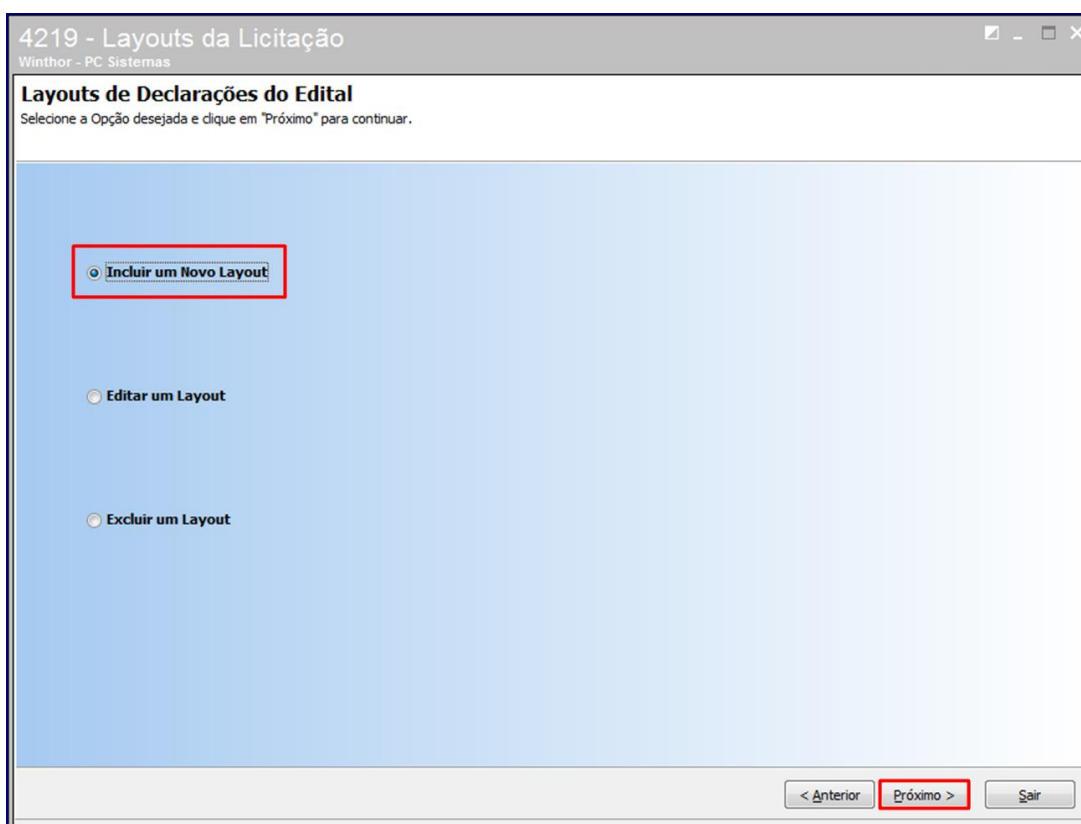 4219 - Layouts da Licitação
Winthor - PC Sistemas
Layouts de Declarações do Edital
Selecione a Opção desejada e clique em "Próximo" para continuar.
Incluir um Novo Layout
Editar um Layout
Excluir um Layout
< Anterior Próximo > Sair